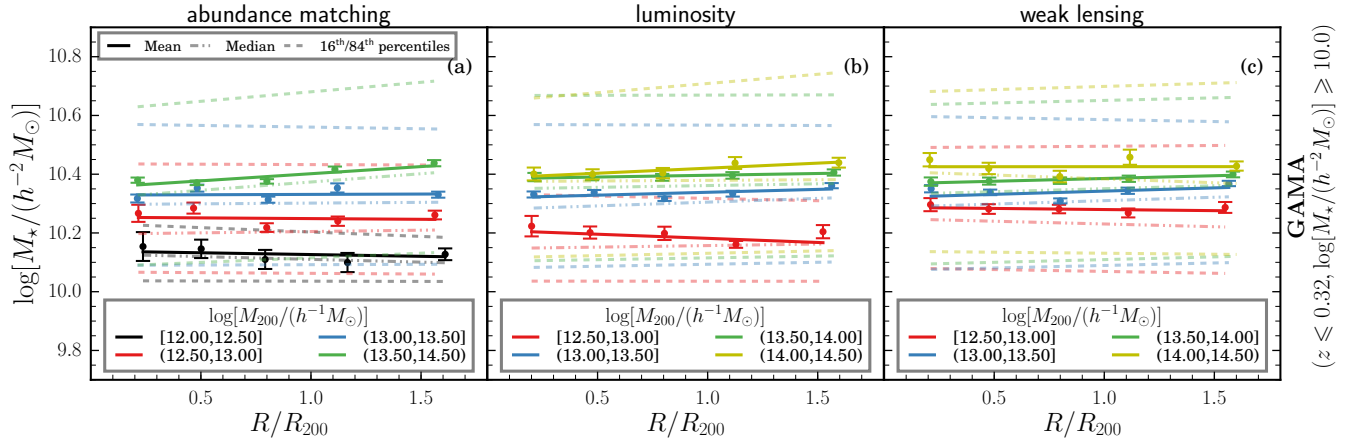 abundance matching
luminosity
weak lensing
Mean Median 16th/84th percentiles
(a)
(b)
(c)
log[M⋆/(h⁻²M⊙)]
10.8
10.6
10.4
10.2
10.0
9.8
log[M₂₀₀/(h⁻¹M⊙)]
[12.00,12.50] (13.00,13.50]
(12.50,13.00] (13.50,14.50)
log[M₂₀₀/(h⁻¹M⊙)]
[12.50,13.00] (13.50,14.00]
(13.00,13.50] (14.00,14.50)
log[M₂₀₀/(h⁻¹M⊙)]
[12.50,13.00] (13.50,14.00]
(13.00,13.50] (14.00,14.50)
0.5 1.0 1.5
0.5 1.0 1.5
0.5 1.0 1.5
R/R₂₀₀
R/R₂₀₀
R/R₂₀₀
GAMA
(z ⩽ 0.32, log[M⋆/(h⁻²M⊙)] ⩾ 10.0)